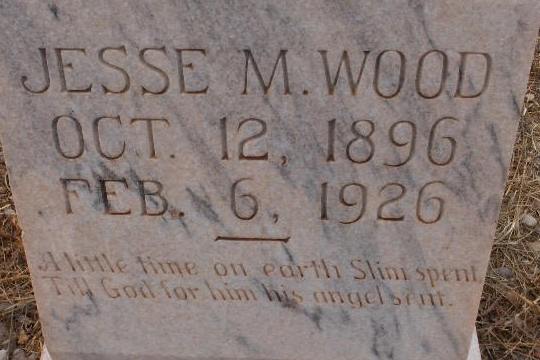 JESSE M. WOOD
OCT. 12, 1896
FEB. 6, 1926
A little time on earth Slim spent
Till God for him his angel sent.